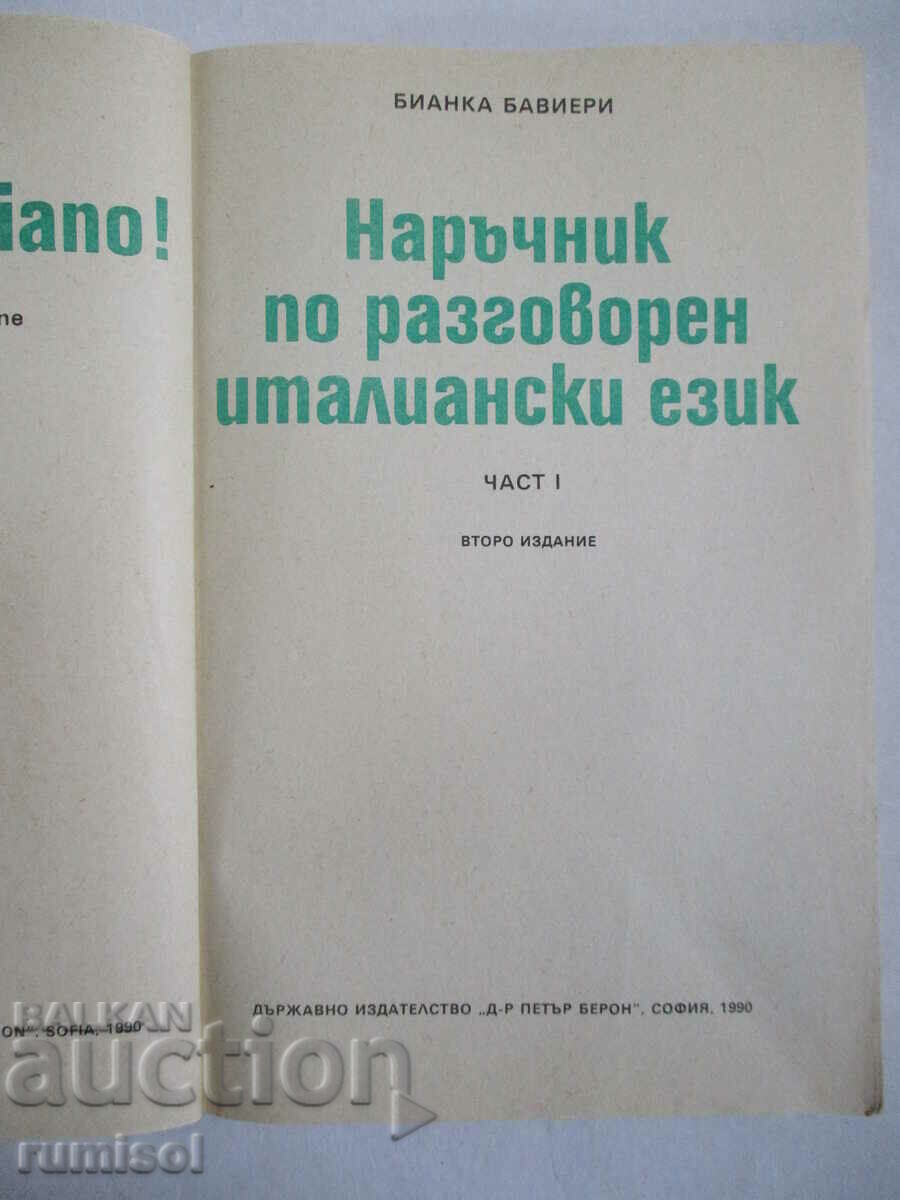 iano!
ne
ON", SOFIA, 1990
БИАНКА БАВИЕРИ
Наръчник
по разговорен
италиански език
ЧАСТ I
ВТОРО ИЗДАНИЕ
ДЪРЖАВНО ИЗДАТЕЛСТВО „Д-Р ПЕТЪР БЕРОН", СОФИЯ, 1990
BALKAN
auction
rumisol